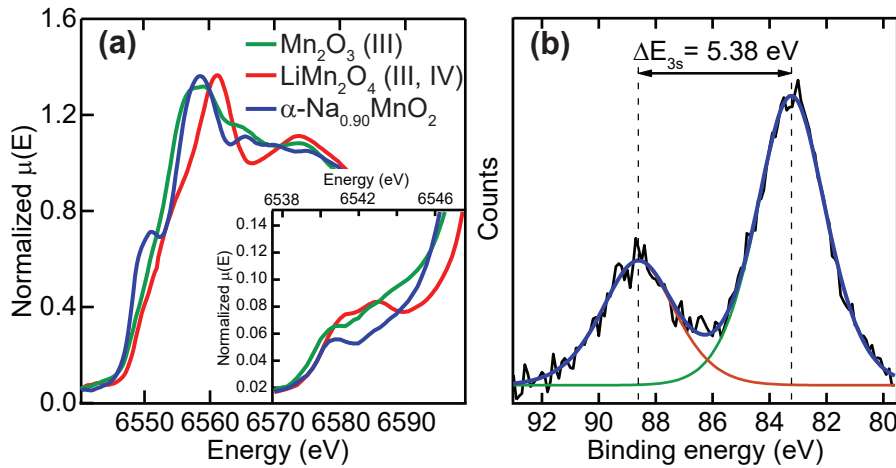 (a)
Mn₂O₃ (III)
LiMn₂O₄ (III, IV)
α-Na₀.₉₀MnO₂
Normalized μ(E)
1.6
1.2
0.8
0.4
0.0
6550 6560 6570 6580 6590
Energy (eV)
Energy (eV)
6538 6542 6546
Normalized μ(E)
0.14
0.12
0.10
0.08
0.06
0.04
0.02
(b)
ΔE₃ₛ = 5.38 eV
Counts
92 90 88 86 84 82 80
Binding energy (eV)